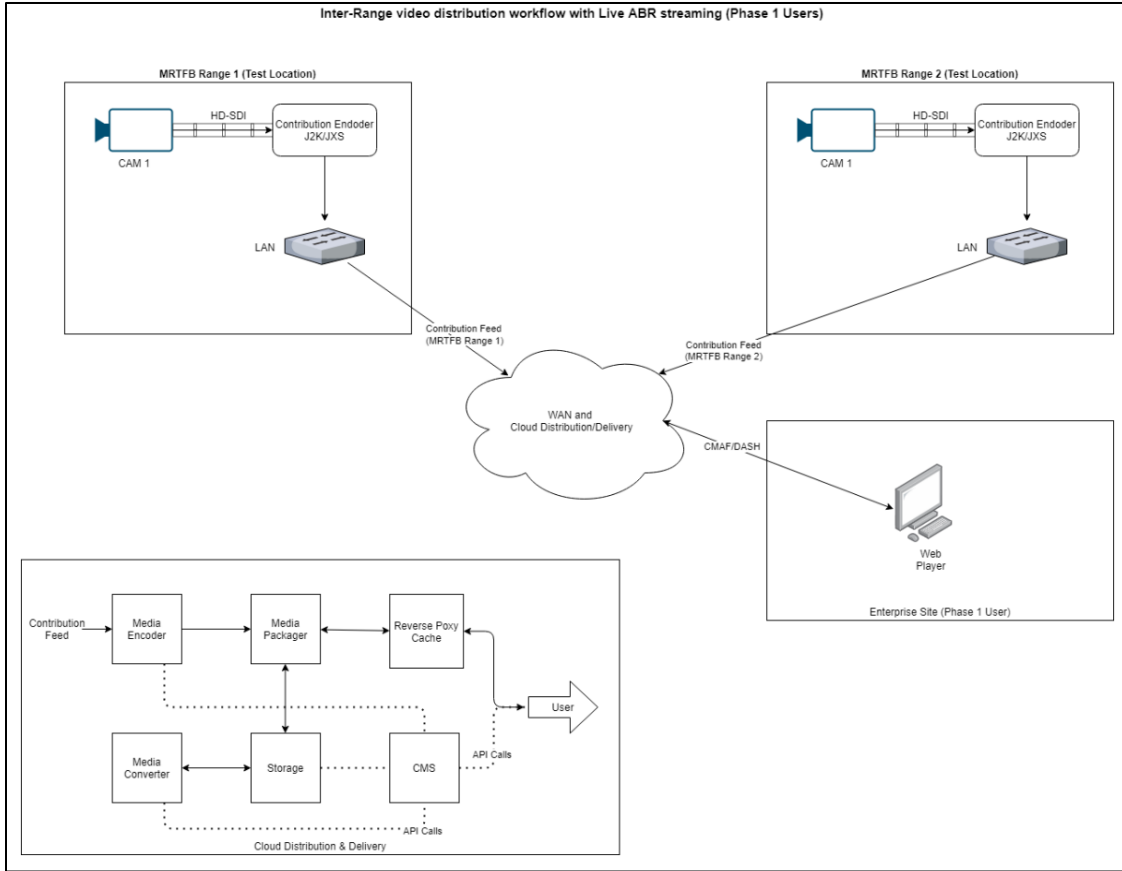 Inter-Range video distribution workflow with Live ABR streaming (Phase 1 Users)
MRTFB Range 1 (Test Location)
HD-SDI
Contribution Endoder
J2K/JXS
CAM 1
LAN
MRTFB Range 2 (Test Location)
HD-SDI
Contribution Endoder
J2K/JXS
CAM 1
LAN
Contribution Feed
(MRTFB Range 1)
Contribution Feed
(MRTFB Range 2)
WAN and
Cloud Distribution/Delivery
CMAF/DASH
Web
Player
Enterprise Site (Phase 1 User)
Contribution
Feed
Media
Encoder
Media
Packager
Reverse Poxy
Cache
User
Media
Converter
Storage
CMS
API Calls
API Calls
Cloud Distribution & Delivery